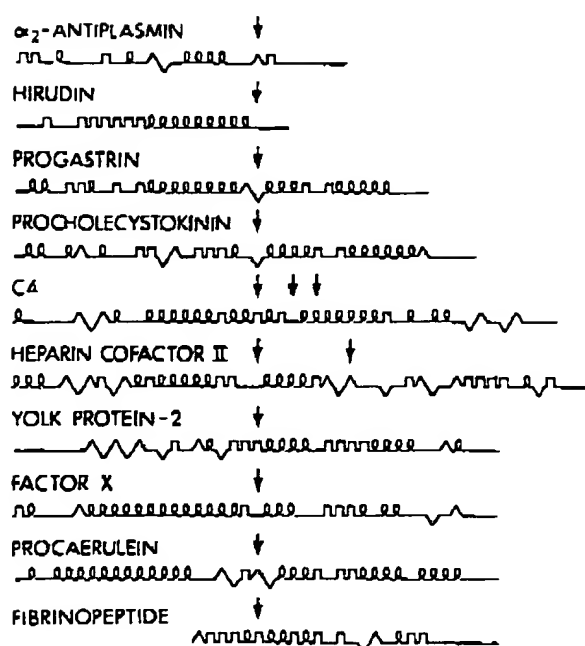 α₂-ANTIPLASMIN
HIRUDIN
PROGASTRIN
PROCHOLECYSTOKININ
C4
HEPARIN COFACTOR II
YOLK PROTEIN-2
FACTOR X
PROCAERULEIN
FIBRINOPEPTIDE